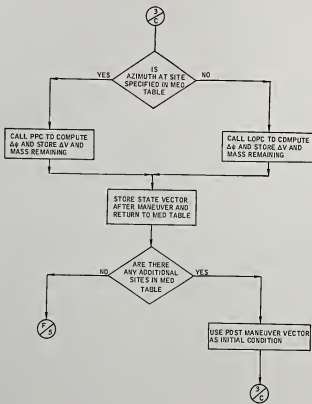 3
C
IS
AZIMUTH AT SITE
SPECIFIED IN MED
TABLE
YES
NO
CALL PPC TO COMPUTE
Δψ AND STORE ΔV AND
MASS REMAINING
CALL LOPC TO COMPUTE
Δψ AND STORE ΔV AND
MASS REMAINING
STORE STATE VECTOR
AFTER MANEUVER AND
RETURN TO MED TABLE
ARE THERE
ANY ADDITIONAL
SITES IN MED
TABLE
NO
YES
F
5
USE POST MANEUVER VECTOR
AS INITIAL CONDITION
3
C